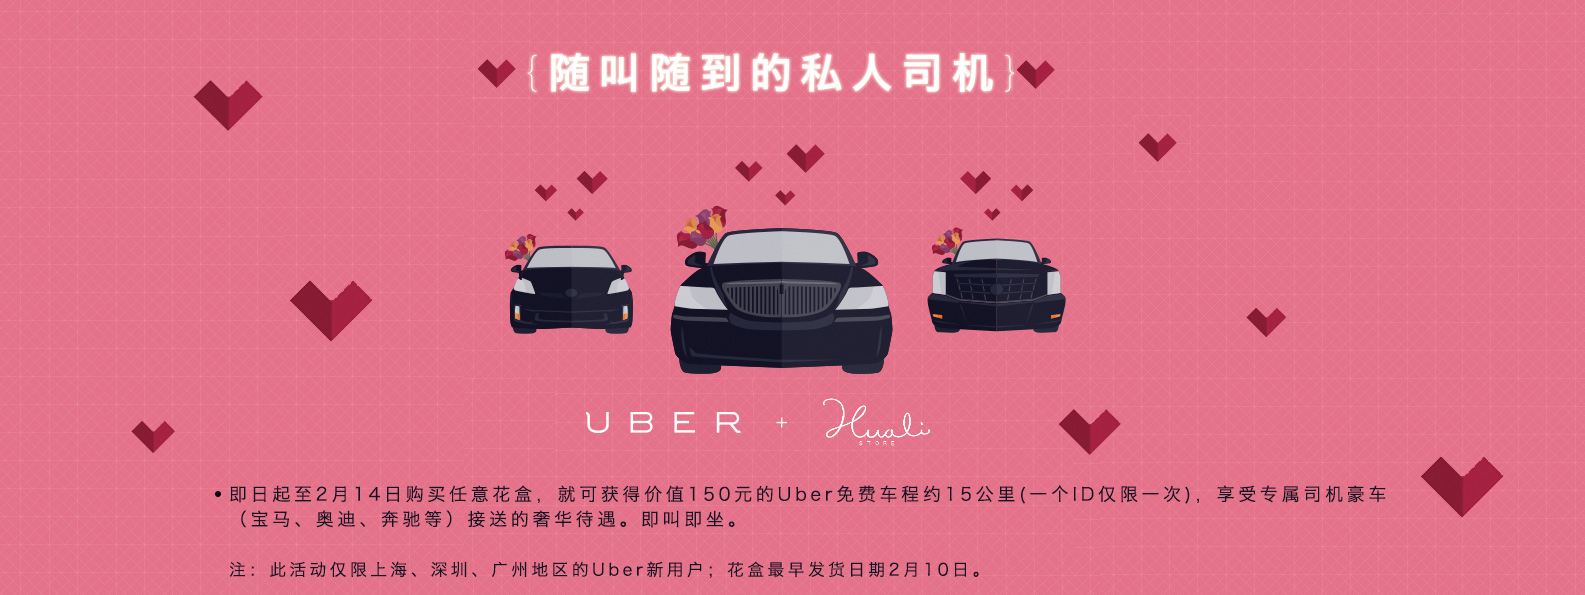 {随叫随到的私人司机}
UBER + Huali
STORE
•即日起至2月14日购买任意花盒，就可获得价值150元的Uber免费车程约15公里(一个ID仅限一次)，享受专属司机豪车
（宝马、奥迪、奔驰等）接送的奢华待遇。即叫即坐。
注：此活动仅限上海、深圳、广州地区的Uber新用户；花盒最早发货日期2月10日。